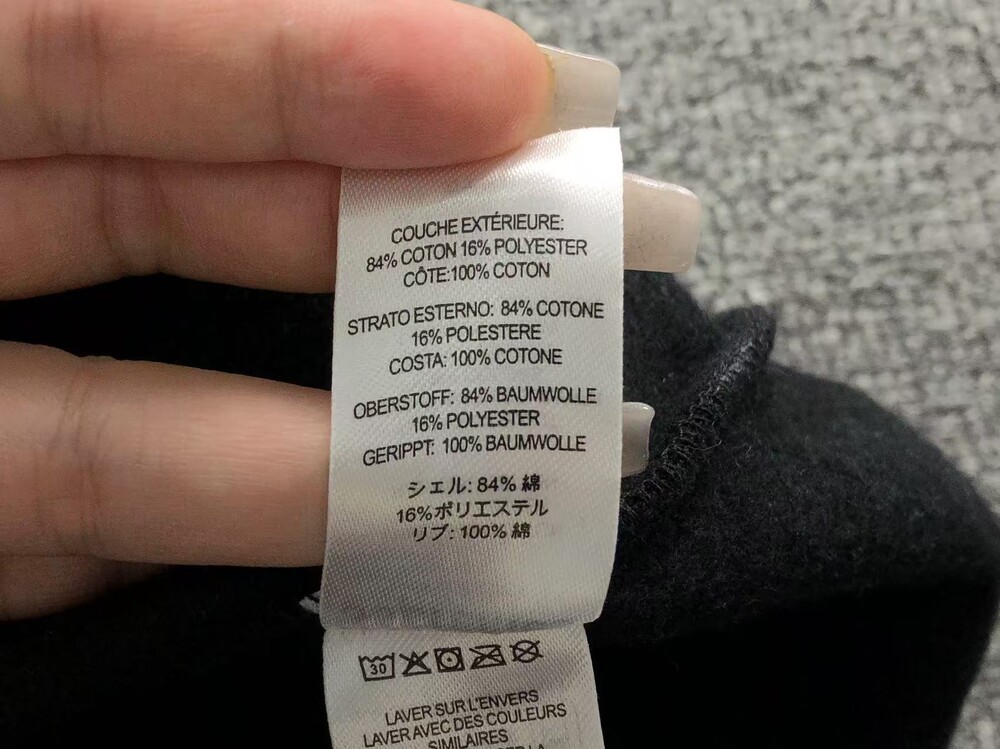 COUCHE EXTÉRIEURE:
84% COTON 16% POLYESTER
CÔTE:100% COTON
STRATO ESTERNO: 84% COTONE
16% POLESTERE
COSTA: 100% COTONE
OBERSTOFF: 84% BAUMWOLLE
16% POLYESTER
GERIPPT: 100% BAUMWOLLE
シェル: 84% 綿
16%ポリエステル
リブ: 100% 綿
30
LAVER SUR L'ENVERS
LAVER AVEC DES COULEURS
SIMILAIRES
LA